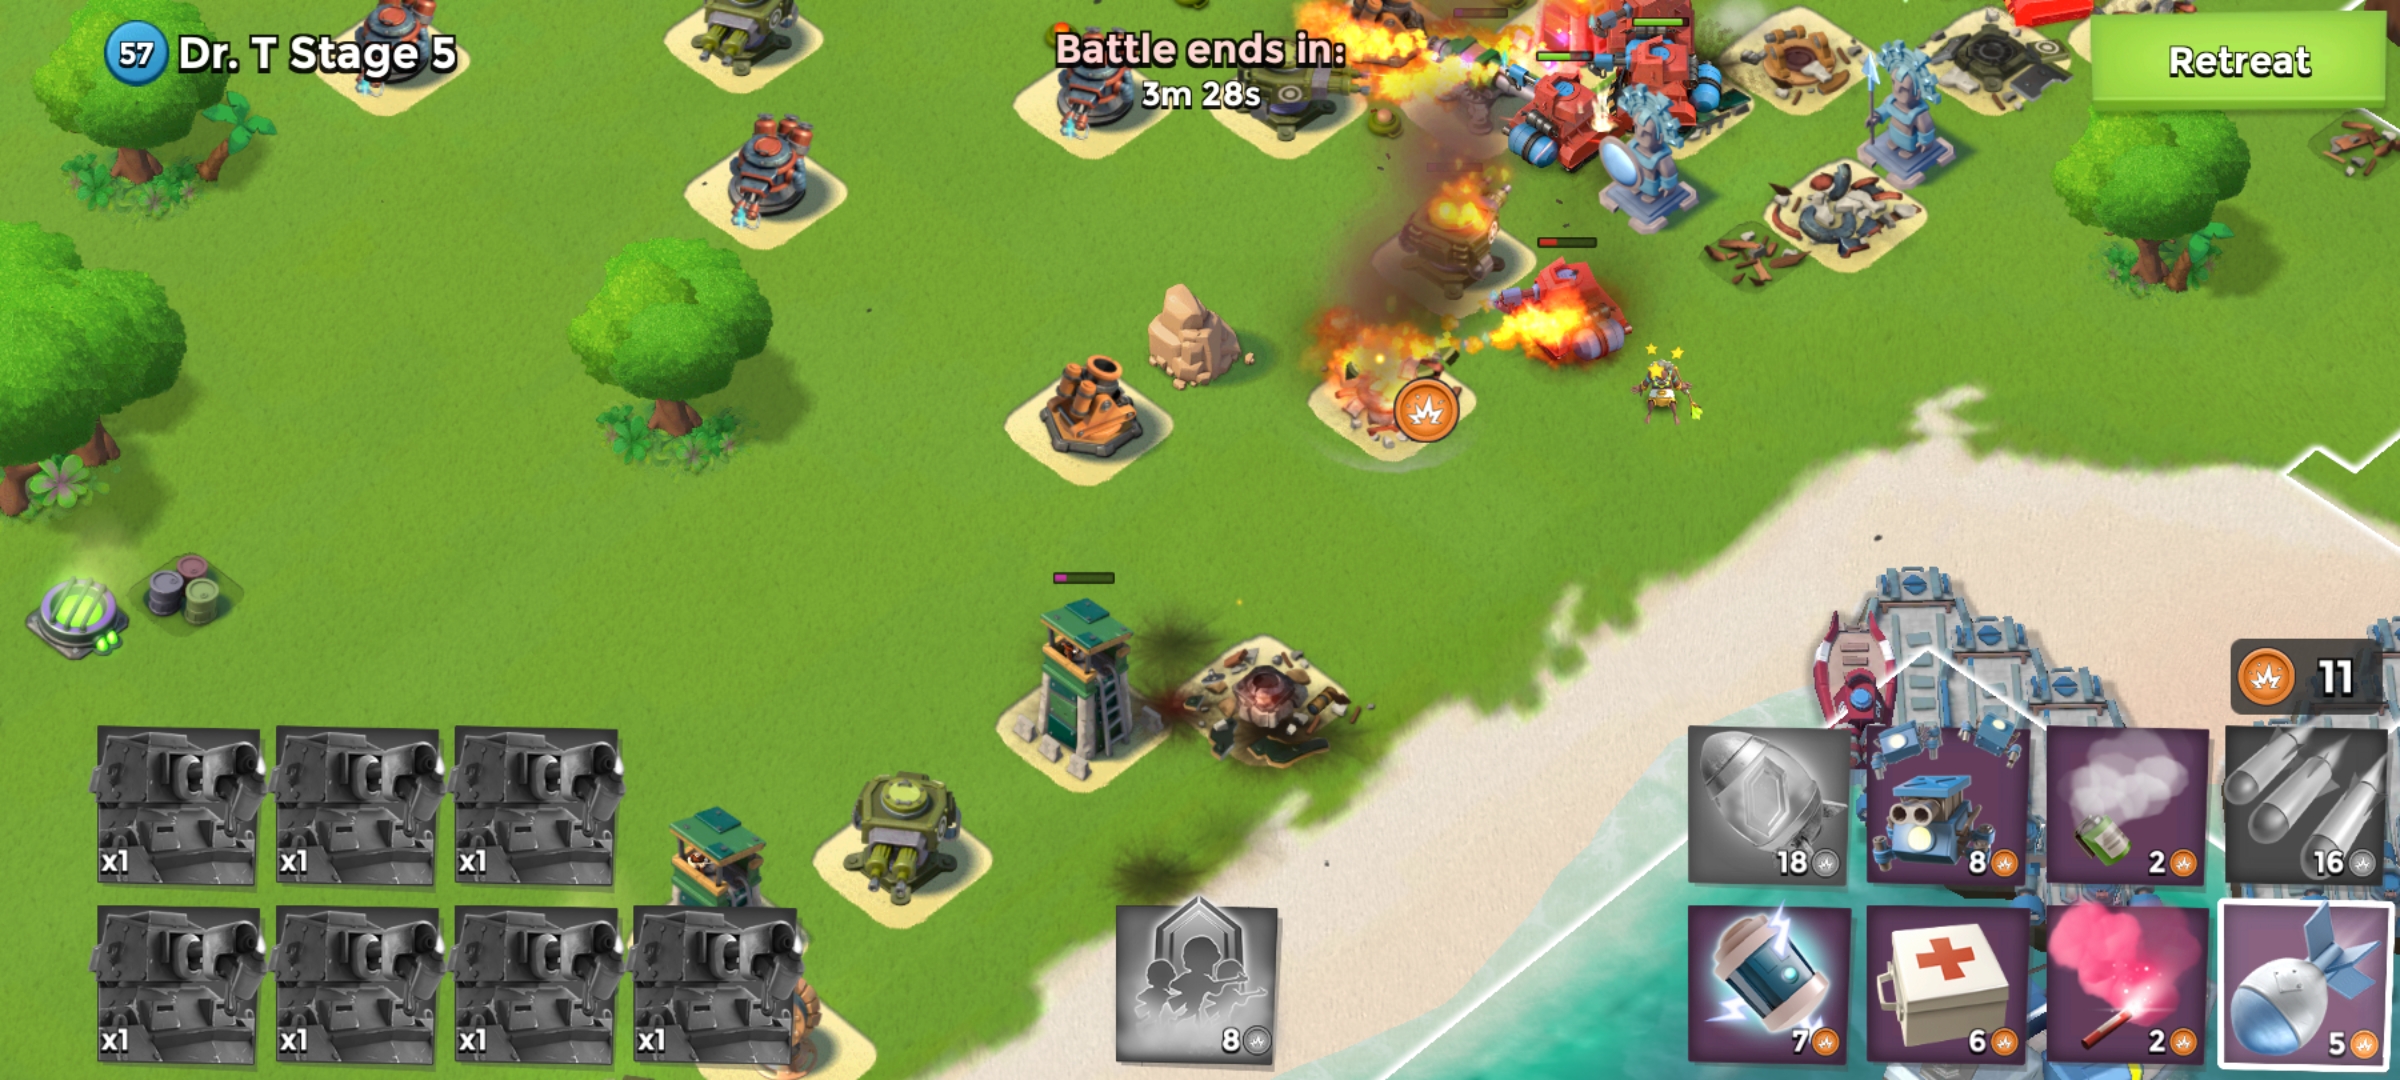 57 Dr. T Stage 5
Battle ends in:
3m 28s
Retreat
11
x1 x1 x1
18 8 2 16
x1 x1 x1 x1
8
7 6 2 5